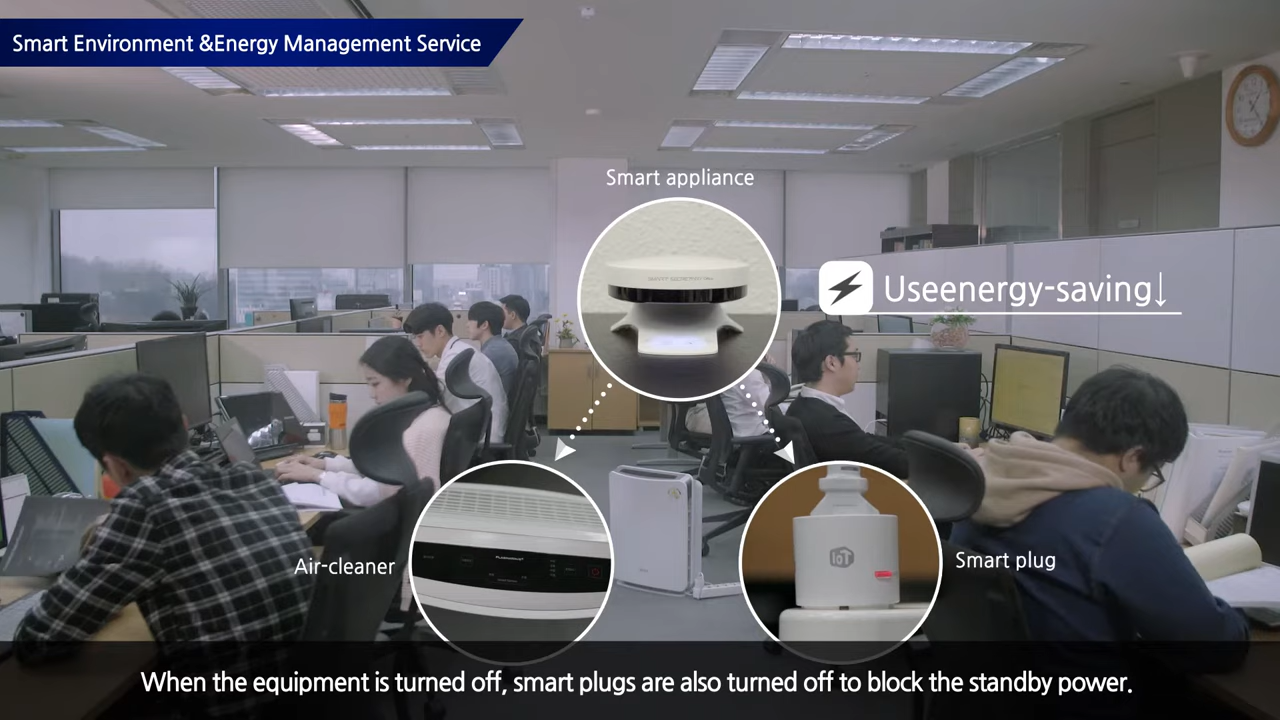 Smart Environment &Energy Management Service
Smart appliance
Useenergy-saving↓
IoT
Air-cleaner
Smart plug
When the equipment is turned off, smart plugs are also turned off to block the standby power.